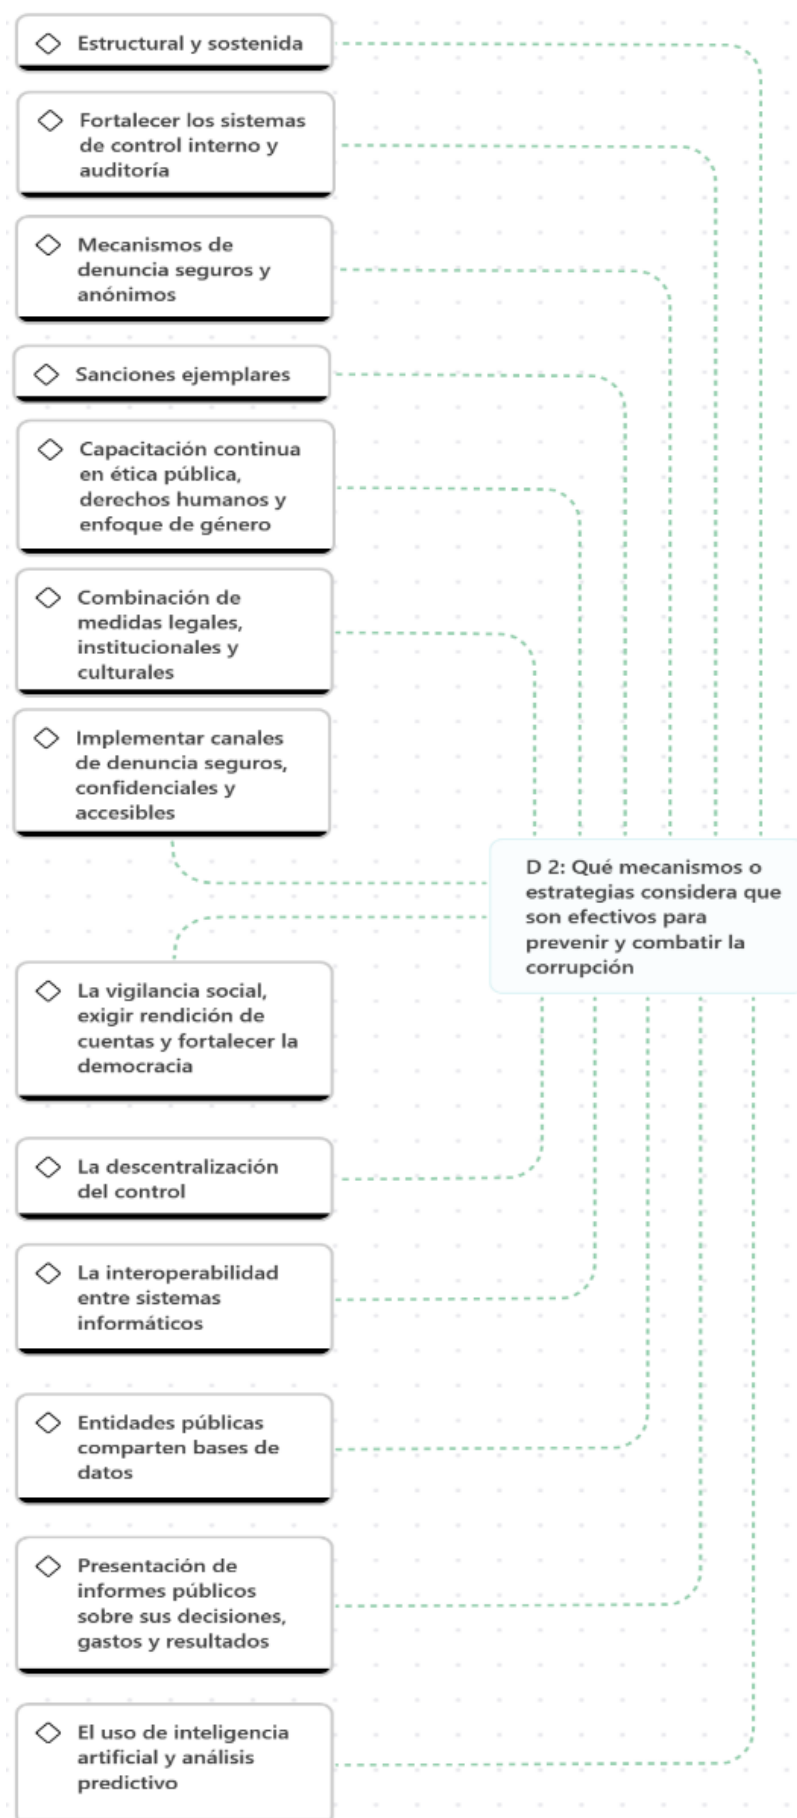 Estructural y sostenida
Fortalecer los sistemas
de control interno y
auditoría
Mecanismos de
denuncia seguros y
anónimos
Sanciones ejemplares
Capacitación continua
en ética pública,
derechos humanos y
enfoque de género
Combinación de
medidas legales,
institucionales y
culturales
Implementar canales
de denuncia seguros,
confidenciales y
accesibles
D 2: Qué mecanismos o
estrategias considera que
son efectivos para
prevenir y combatir la
corrupción
La vigilancia social,
exigir rendición de
cuentas y fortalecer la
democracia
La descentralización
del control
La interoperabilidad
entre sistemas
informáticos
Entidades públicas
comparten bases de
datos
Presentación de
informes públicos
sobre sus decisiones,
gastos y resultados
El uso de inteligencia
artificial y análisis
predictivo